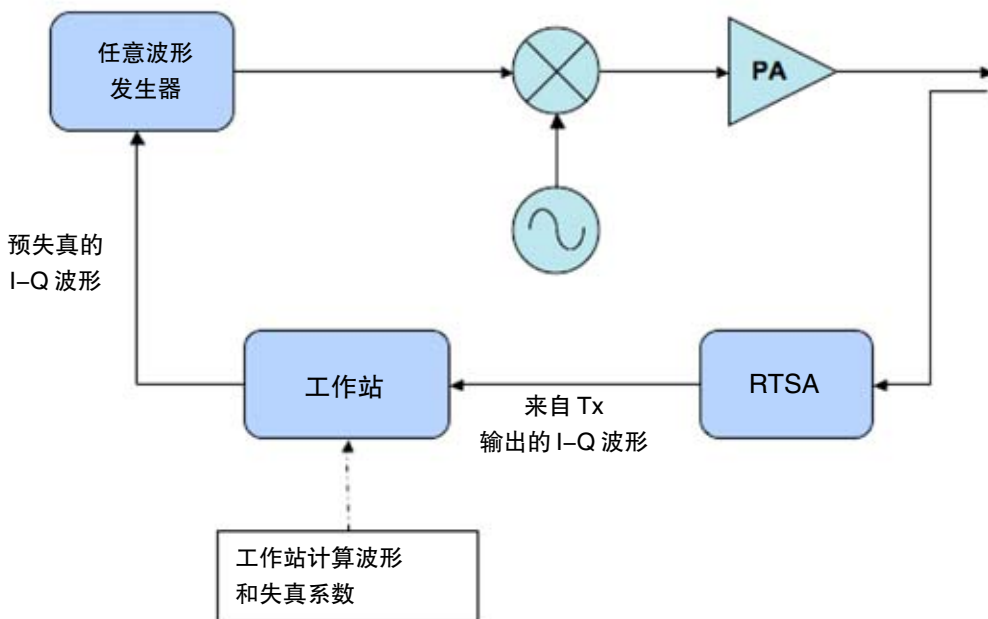 任意波形
发生器
PA
预失真的
I–Q 波形
工作站
RTSA
来自 Tx
输出的 I–Q 波形
工作站计算波形
和失真系数